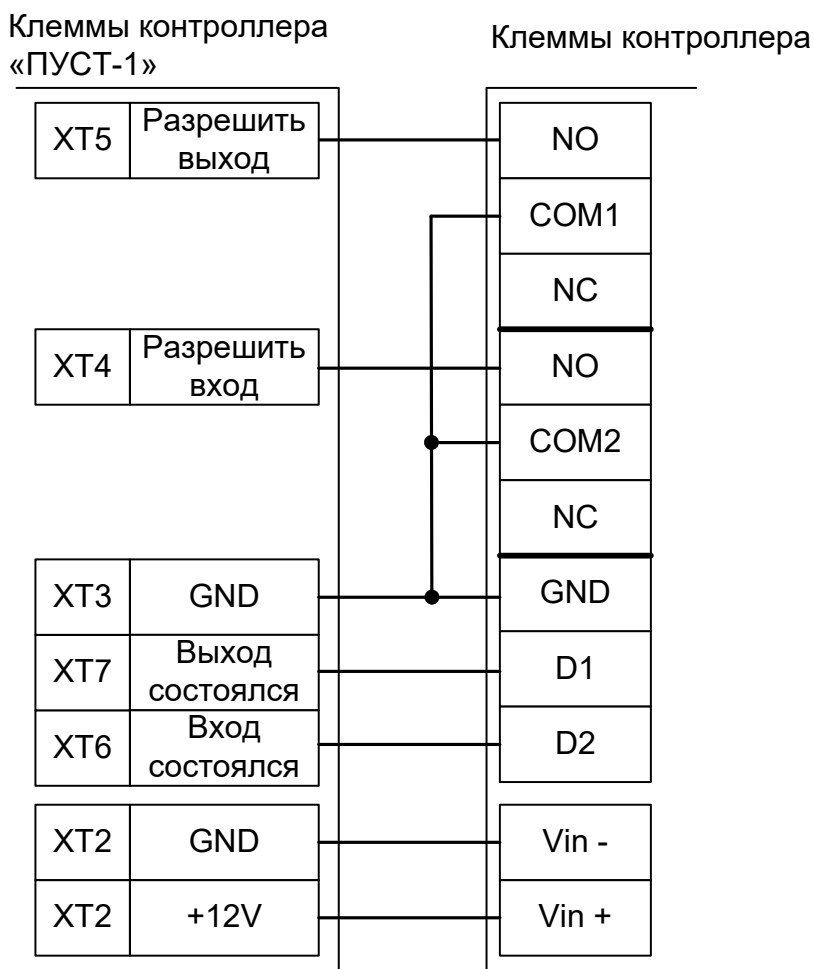 Клеммы контроллера
«ПУСТ-1»
Клеммы контроллера
XT5
Разрешить
выход
NO
COM1
NC
XT4
Разрешить
вход
NO
COM2
NC
XT3
GND
GND
XT7
Выход
состоялся
D1
XT6
Вход
состоялся
D2
XT2
GND
Vin -
XT2
+12V
Vin +